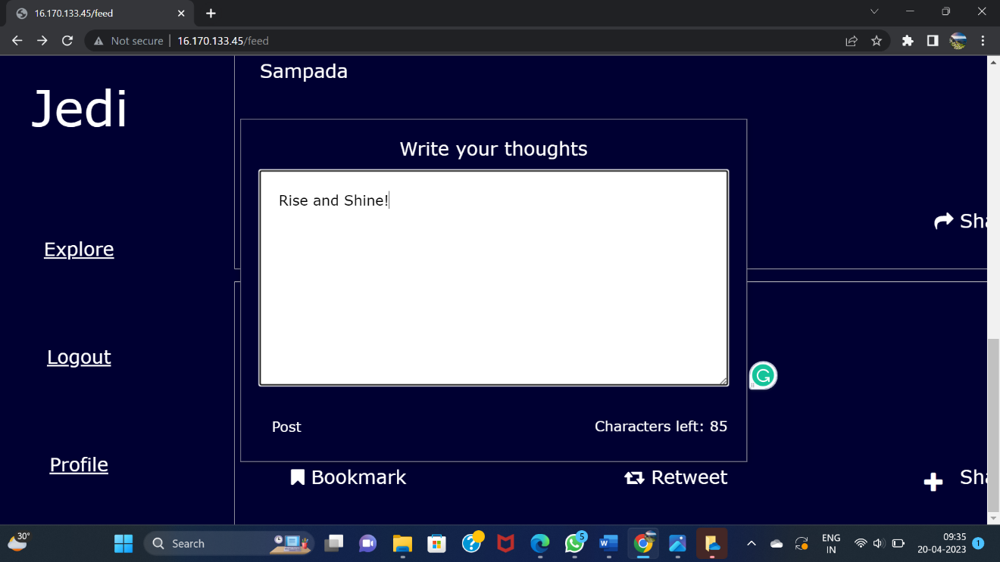 16.170.133.45/feed
Not secure
16.170.133.45/feed
Sampada
Jedi
Write your thoughts
Rise and Shine!
Explore
Logout
Post
Characters left: 85
Profile
Bookmark
Retweet
30°
Search
5
ENG
IN
09:35
20-04-2023
1